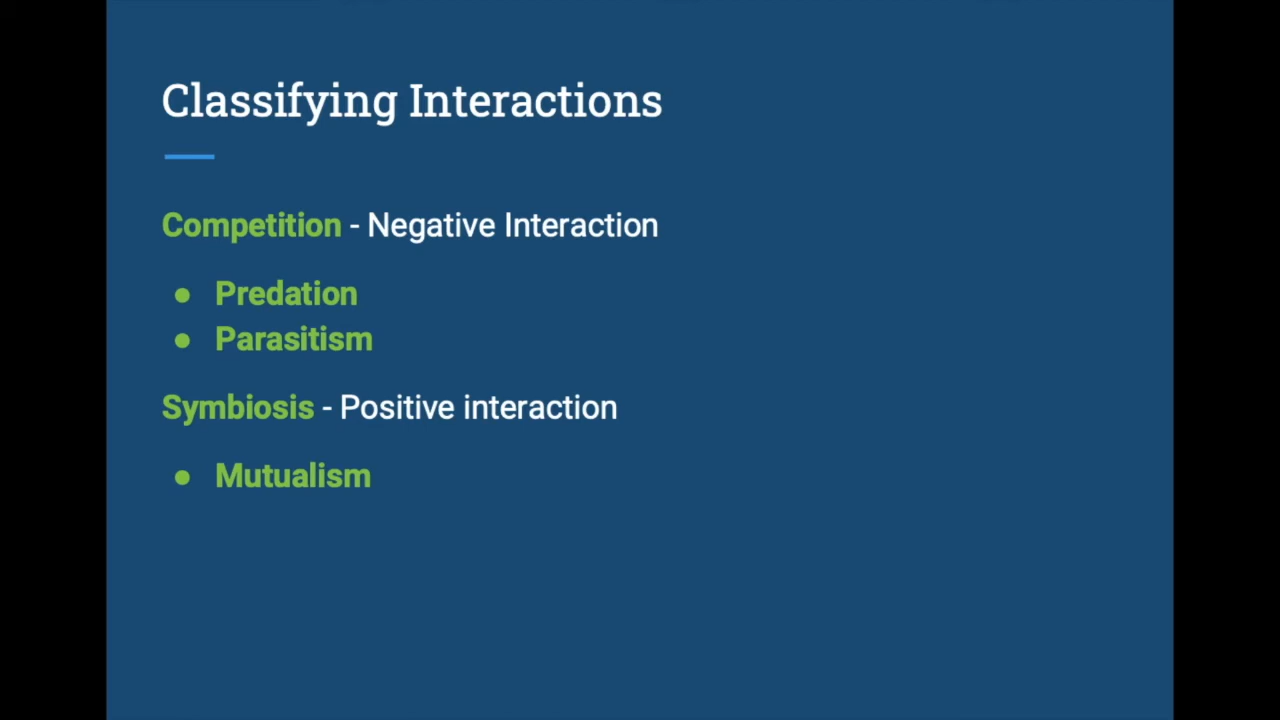 Classifying Interactions
Competition - Negative Interaction
● Predation
● Parasitism
Symbiosis - Positive interaction
● Mutualism